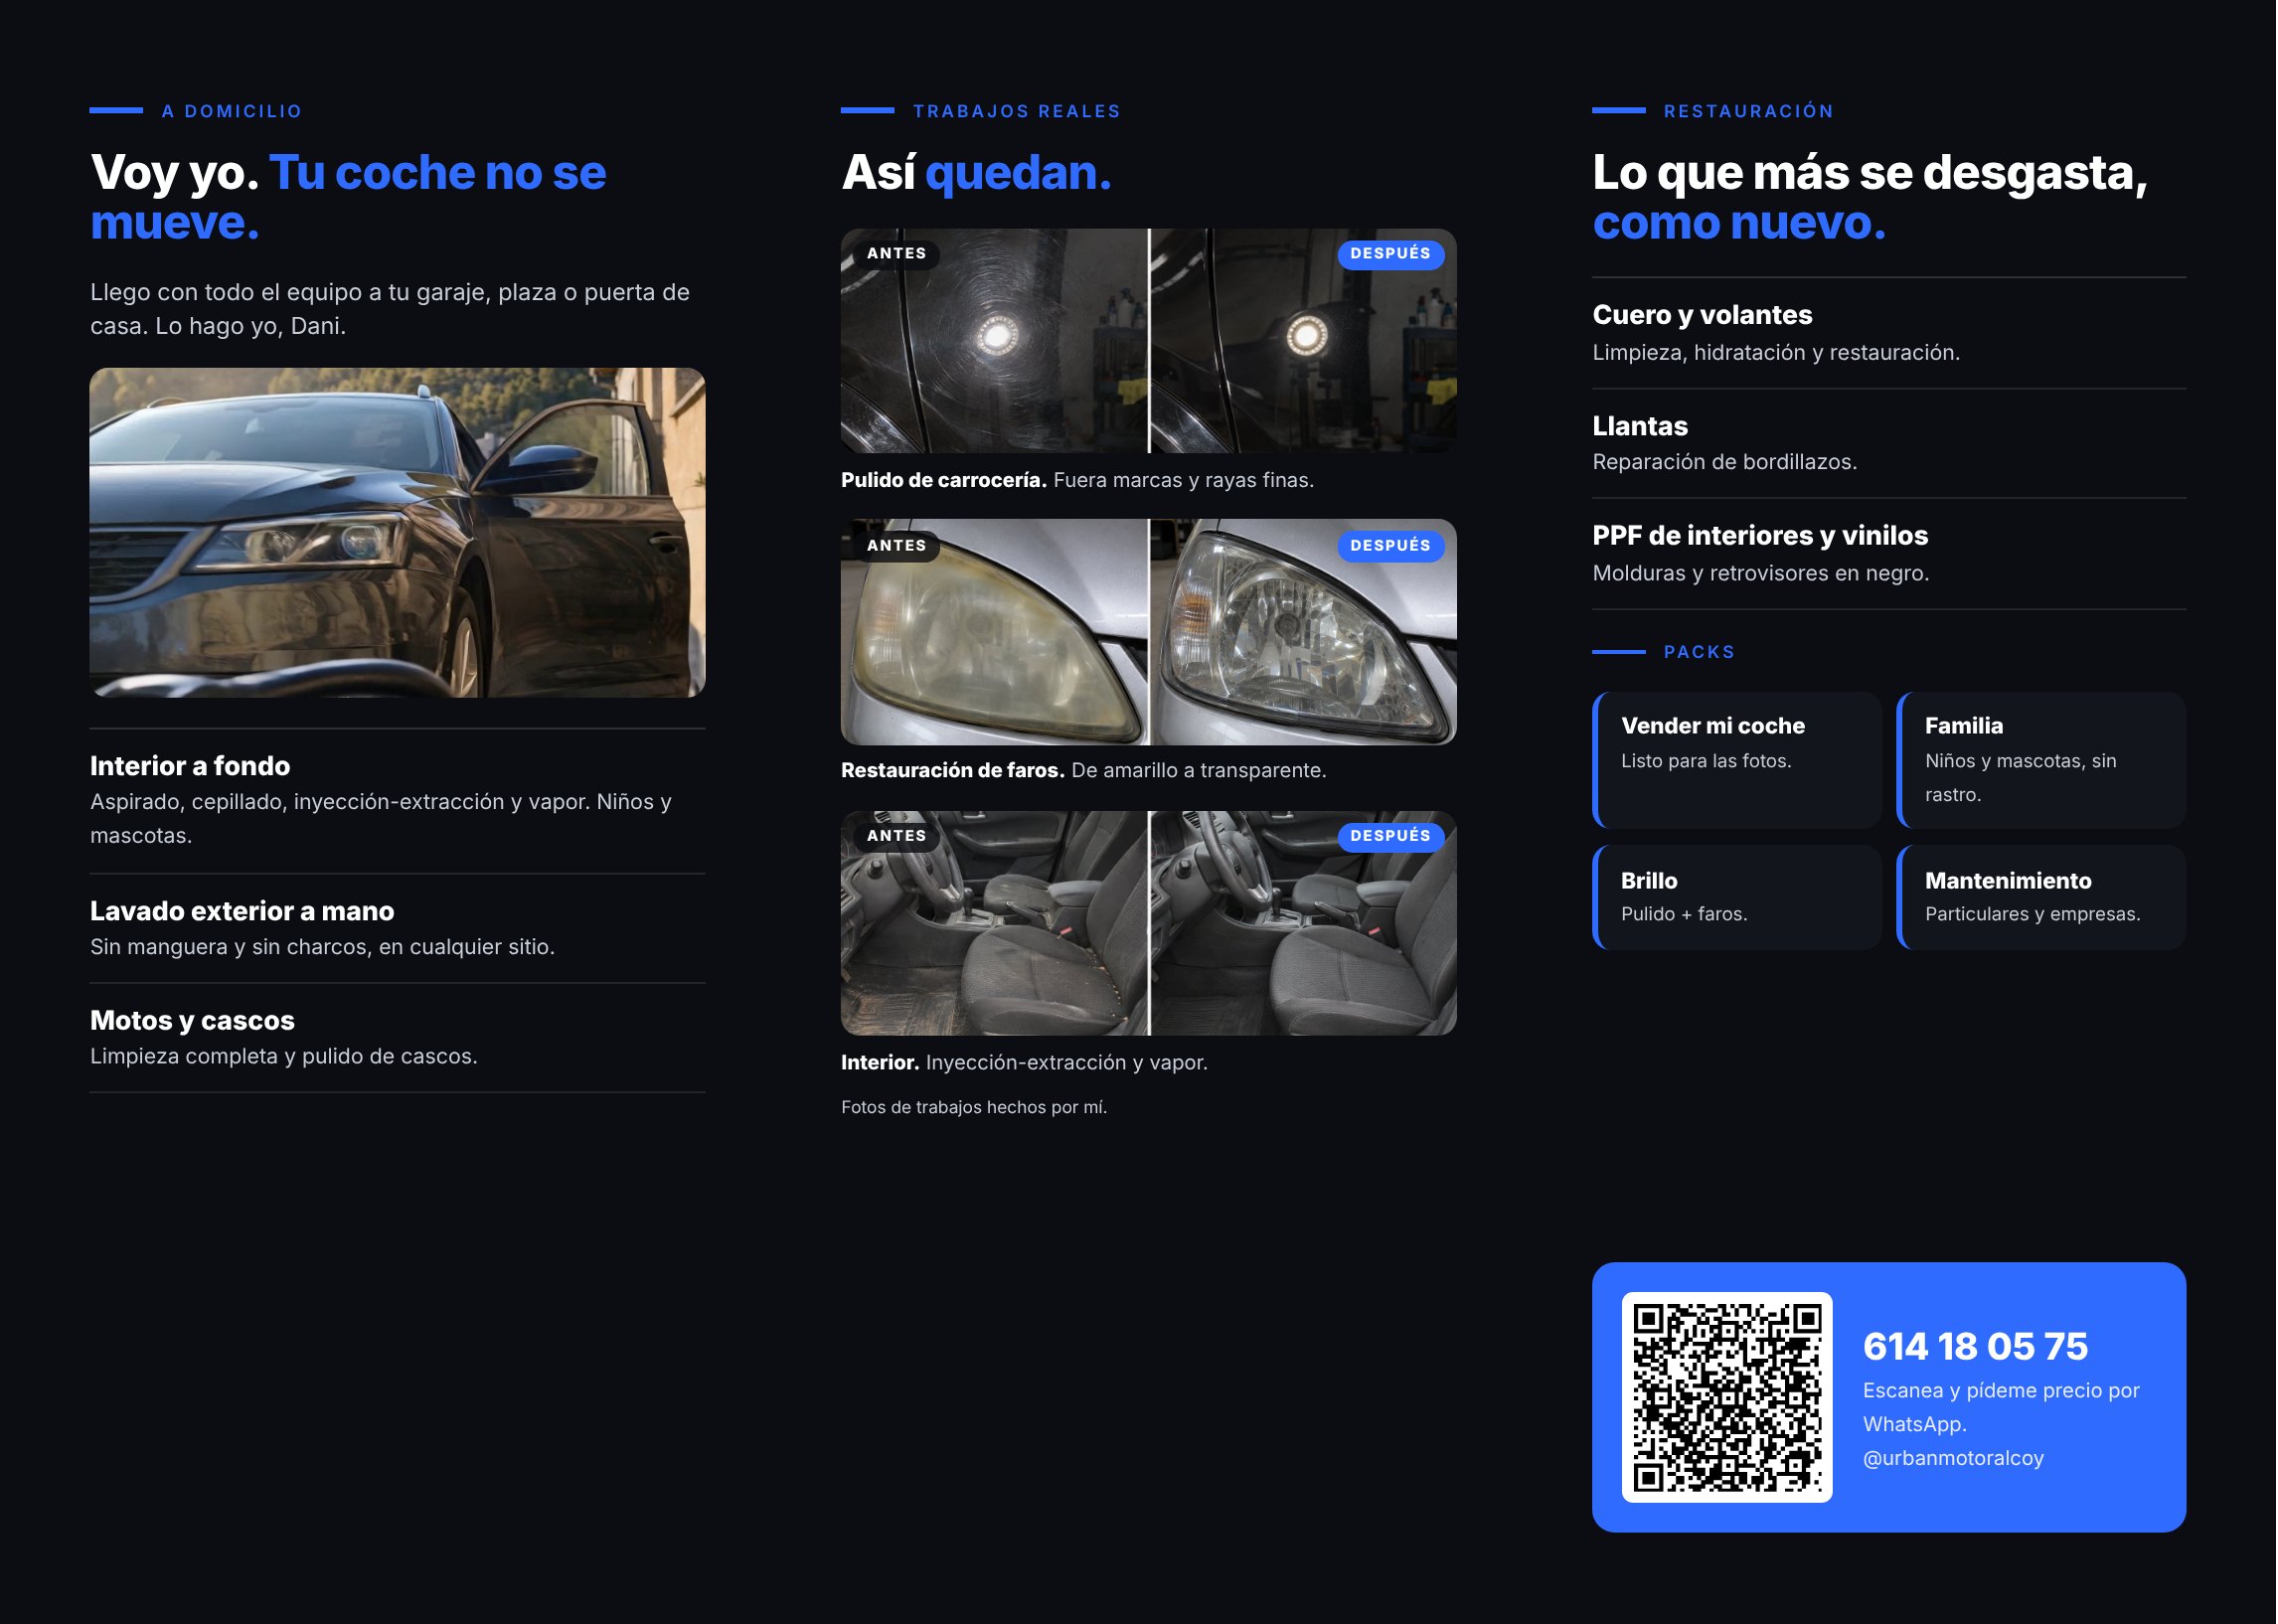 A DOMICILIO
Voy yo. Tu coche no se
mueve.
Llego con todo el equipo a tu garaje, plaza o puerta de
casa. Lo hago yo, Dani.
Interior a fondo
Aspirado, cepillado, inyección-extracción y vapor. Niños y
mascotas.
Lavado exterior a mano
Sin manguera y sin charcos, en cualquier sitio.
Motos y cascos
Limpieza completa y pulido de cascos.
TRABAJOS REALES
Así quedan.
ANTES
DESPUÉS
Pulido de carrocería. Fuera marcas y rayas finas.
ANTES
DESPUÉS
Restauración de faros. De amarillo a transparente.
ANTES
DESPUÉS
Interior. Inyección-extracción y vapor.
Fotos de trabajos hechos por mí.
RESTAURACIÓN
Lo que más se desgasta,
como nuevo.
Cuero y volantes
Limpieza, hidratación y restauración.
Llantas
Reparación de bordillazos.
PPF de interiores y vinilos
Molduras y retrovisores en negro.
PACKS
Vender mi coche
Listo para las fotos.
Familia
Niños y mascotas, sin
rastro.
Brillo
Pulido + faros.
Mantenimiento
Particulares y empresas.
614 18 05 75
Escanea y pídeme precio por
WhatsApp.
@urbanmotoralcoy